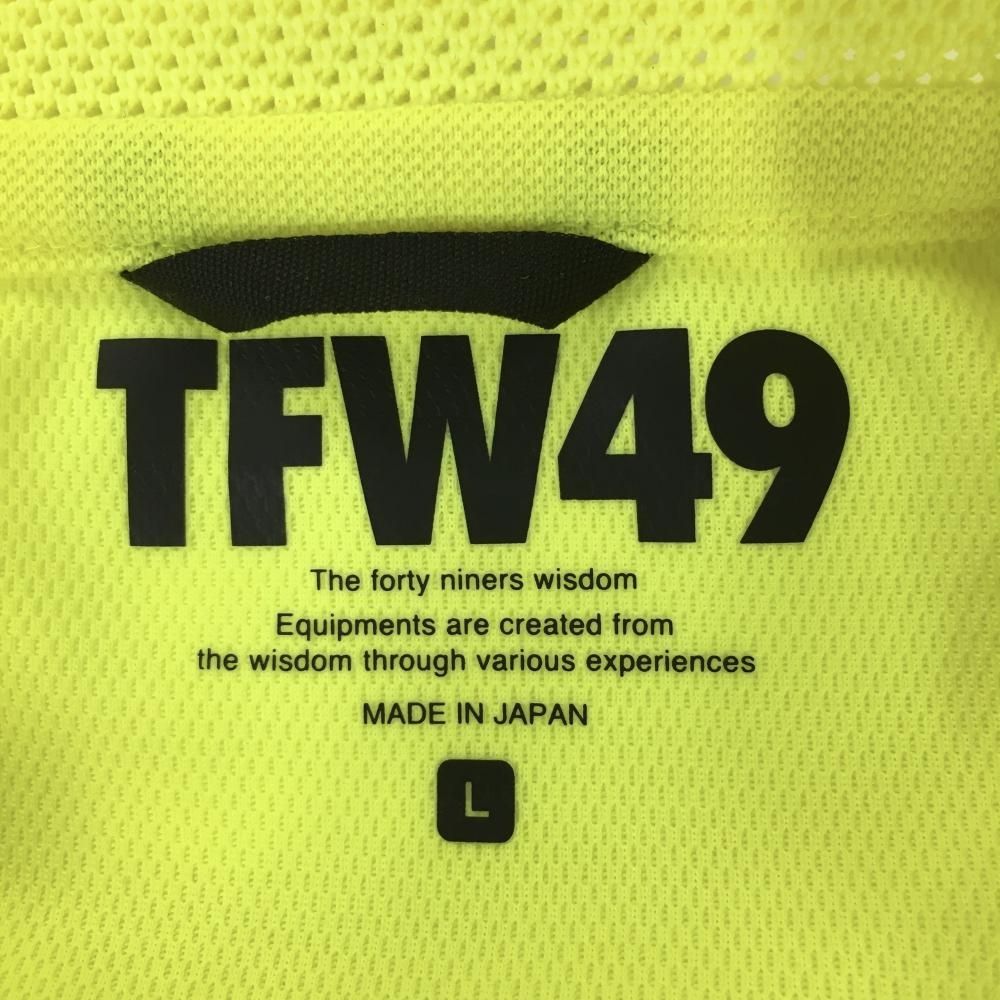 TFW49
The forty niners wisdom
Equipments are created from
the wisdom through various experiences
MADE IN JAPAN
L